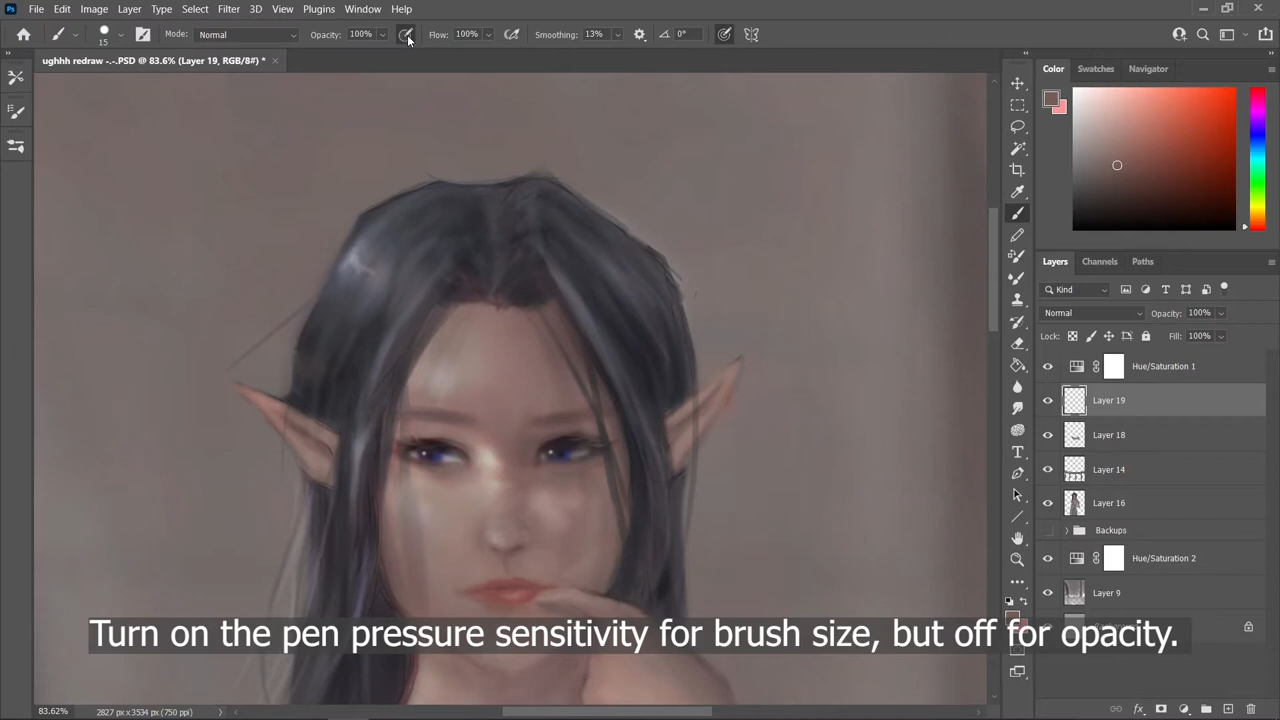 Ps File Edit Image Layer Type Select Filter 3D View Plugins Window Help
15 Mode: Normal Opacity: 100% Flow: 100% Smoothing: 13% 0°
ughhh redraw -.-.PSD @ 83.6% (Layer 19, RGB/8#) * ×
Color Swatches Navigator
Layers Channels Paths
Kind
Normal Opacity: 100%
Lock: Fill: 100%
Hue/Saturation 1
Layer 19
Layer 18
Layer 14
Layer 16
Backups
Hue/Saturation 2
Layer 9
Turn on the pen pressure sensitivity for brush size, but off for opacity.
83.62% 2827 px x 3534 px (750 ppi)